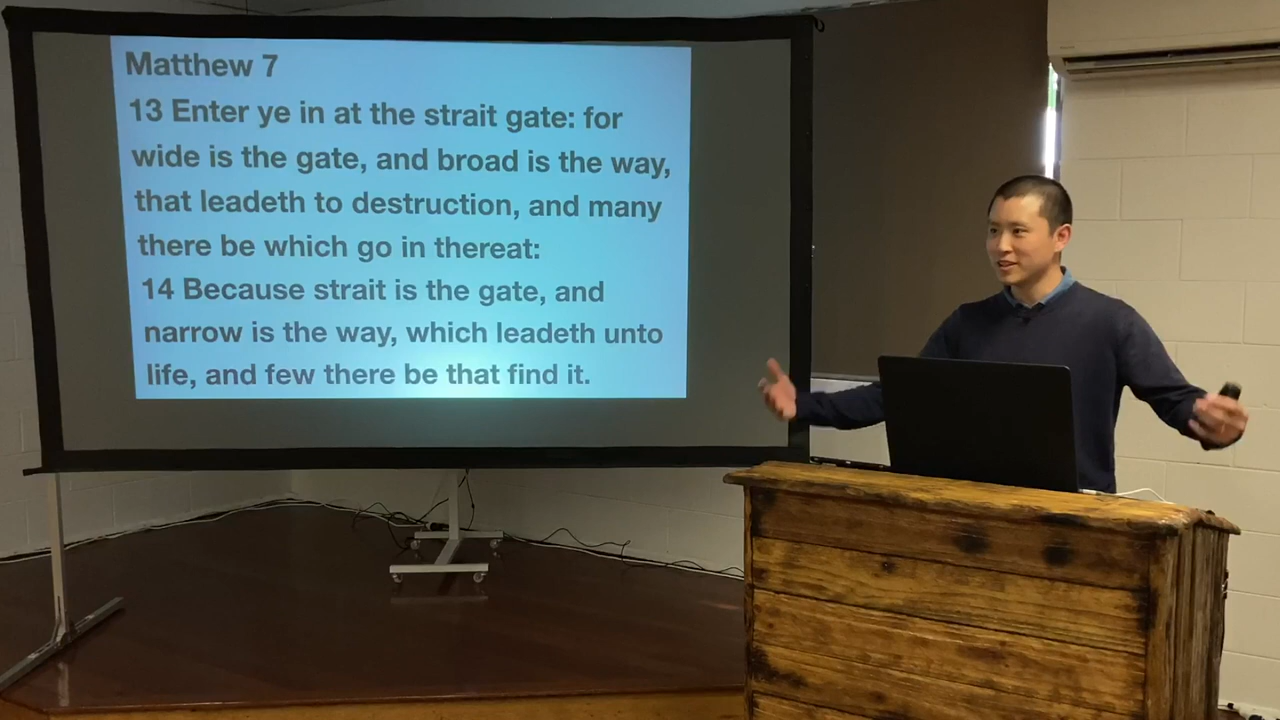 Matthew 7
13 Enter ye in at the strait gate: for
wide is the gate, and broad is the way,
that leadeth to destruction, and many
there be which go in thereat:
14 Because strait is the gate, and
narrow is the way, which leadeth unto
life, and few there be that find it.